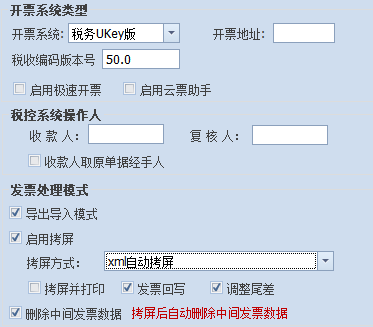 开票系统类型
开票系统: 税务UKey版 开票地址:
税收编码版本号 50.0
启用极速开票 启用云票助手
税控系统操作人
收 款 人: 复 核 人:
收款人取原单据经手人
发票处理模式
导出导入模式
启用拷屏
拷屏方式: xml自动拷屏
拷屏并打印 发票回写 调整尾差
删除中间发票数据 拷屏后自动删除中间发票数据